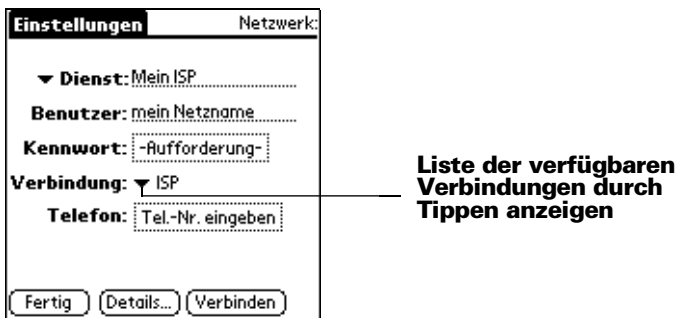 Einstellungen Netzwerk:
Dienst: Mein ISP
Benutzer: mein Netzname
Kennwort: -Aufforderung-
Verbindung: ISP
Telefon: Tel.-Nr. eingeben
Fertig Details... Verbinden
Liste der verfügbaren
Verbindungen durch
Tippen anzeigen